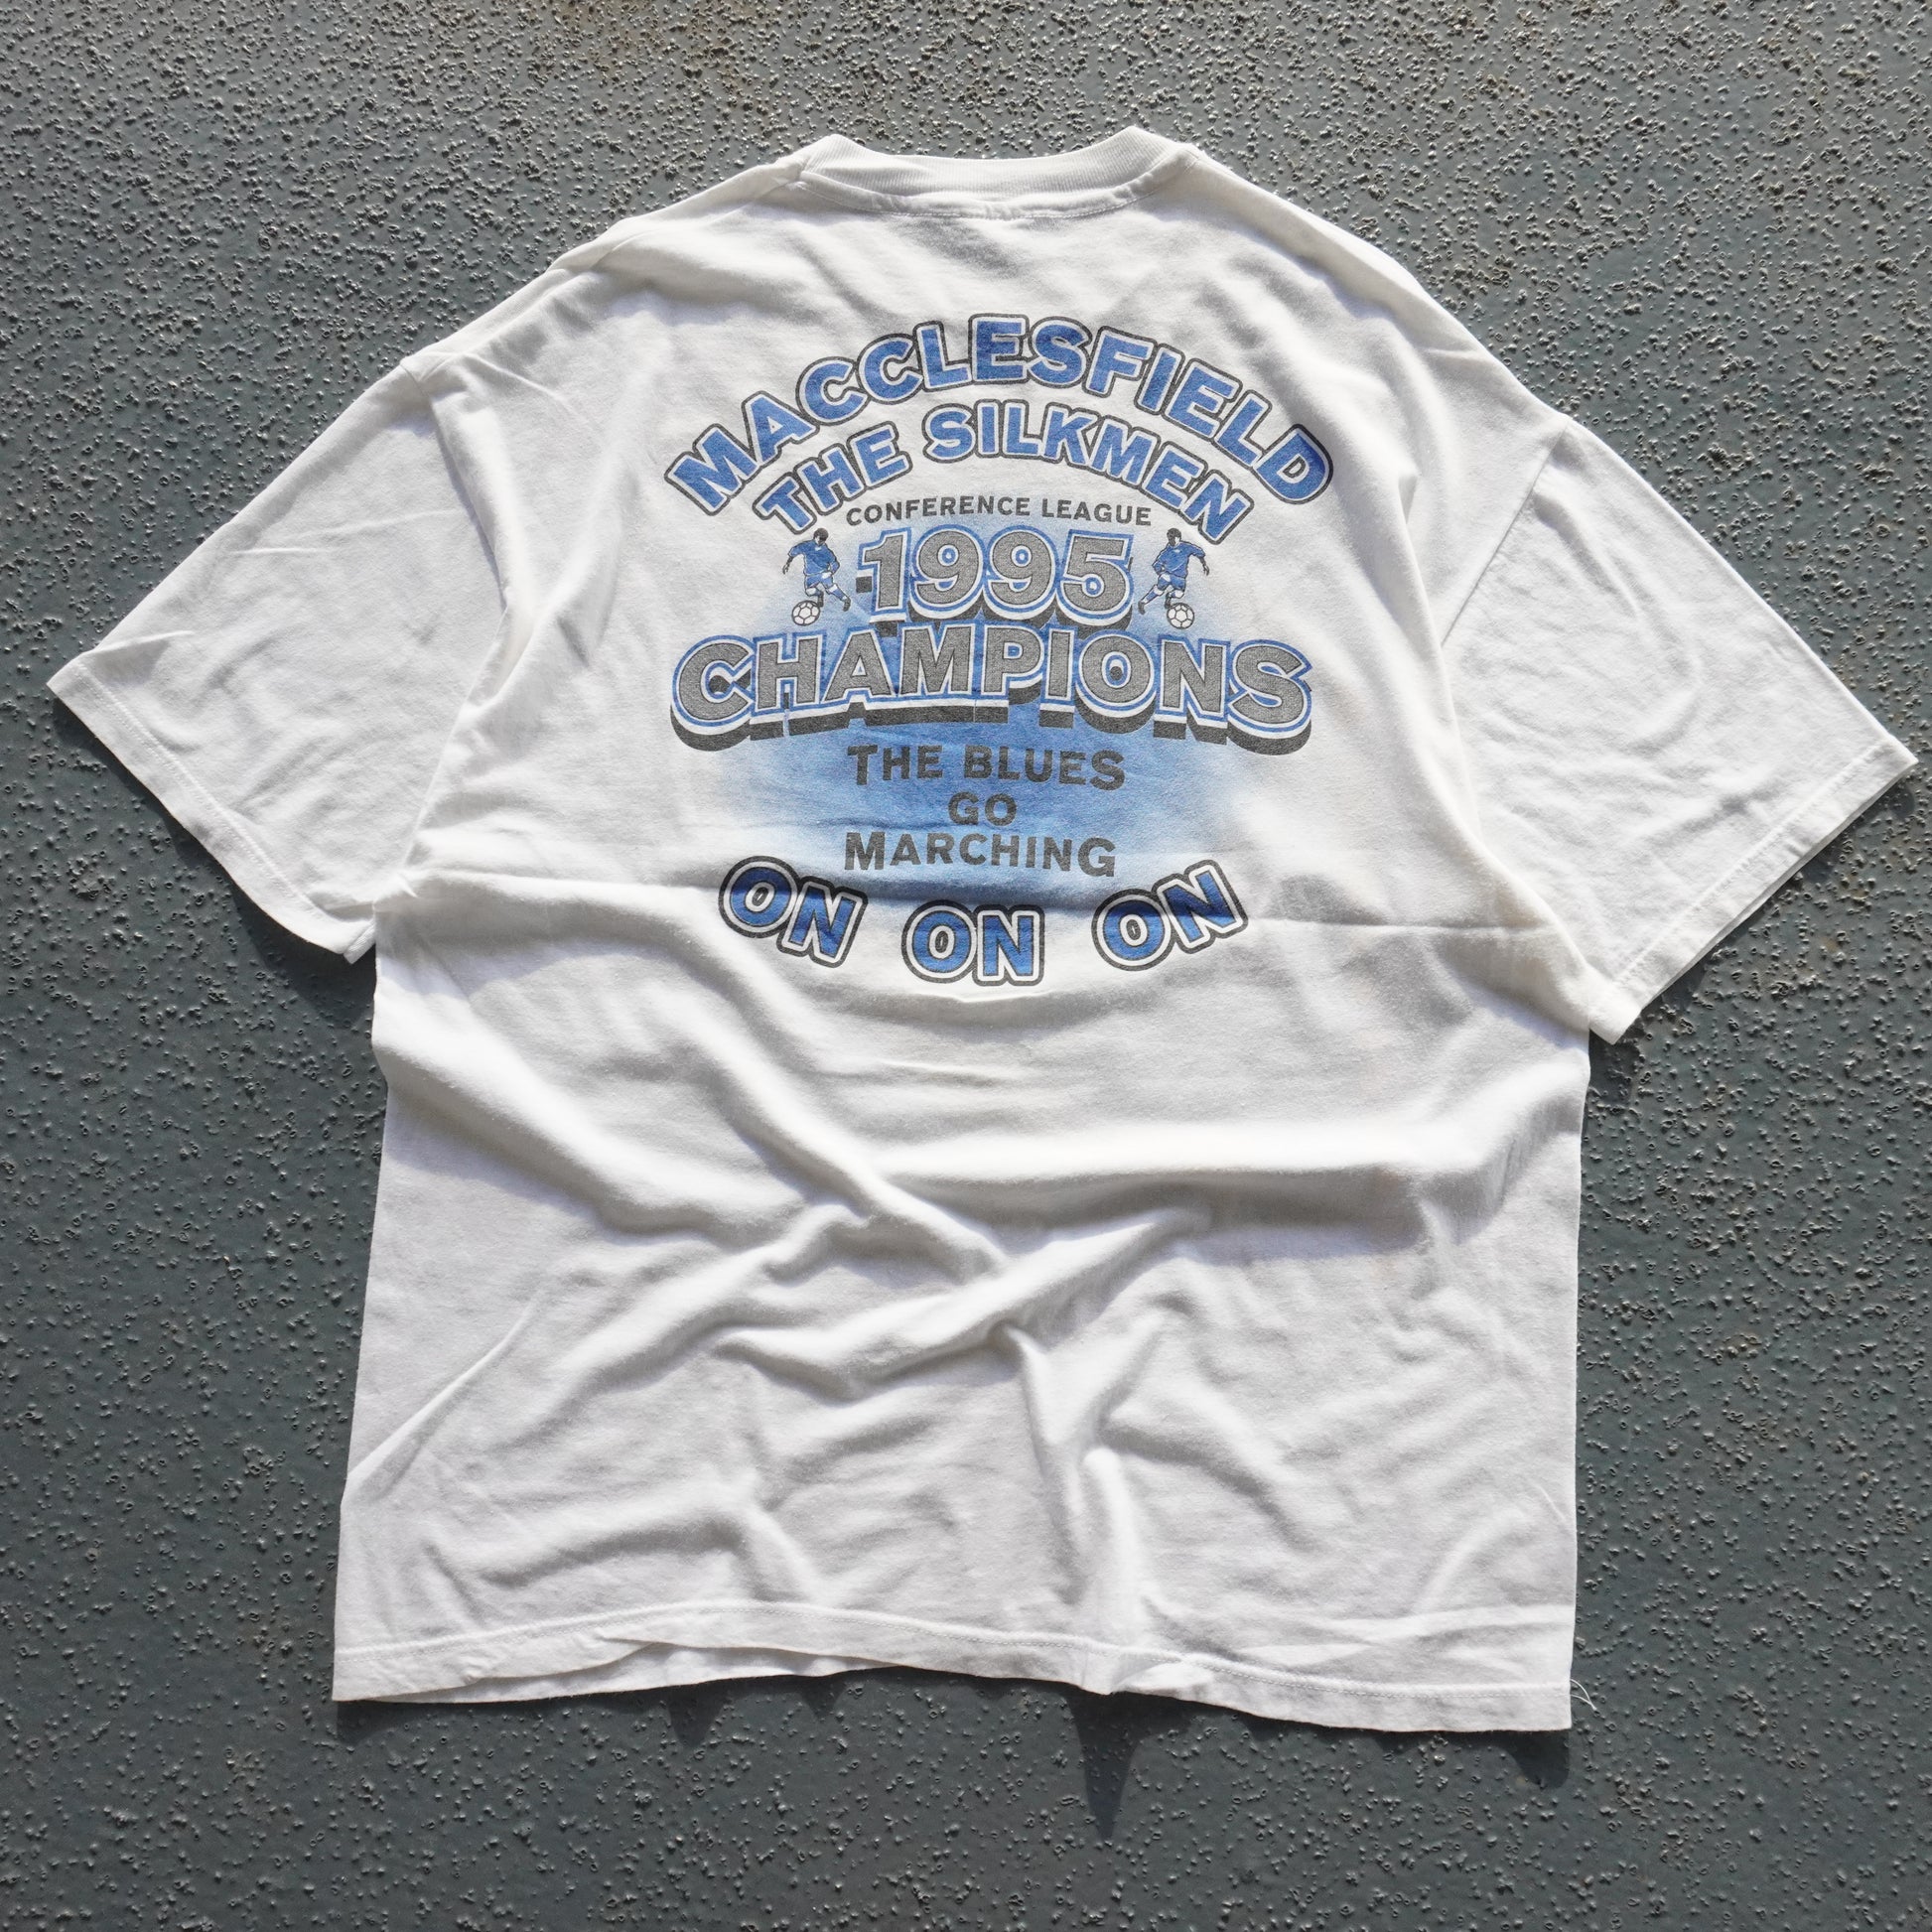 MACCLESFIELD
THE SILKMEN
CONFERENCE LEAGUE
1995
CHAMPIONS
THE BLUES
GO
MARCHING
ON ON ON